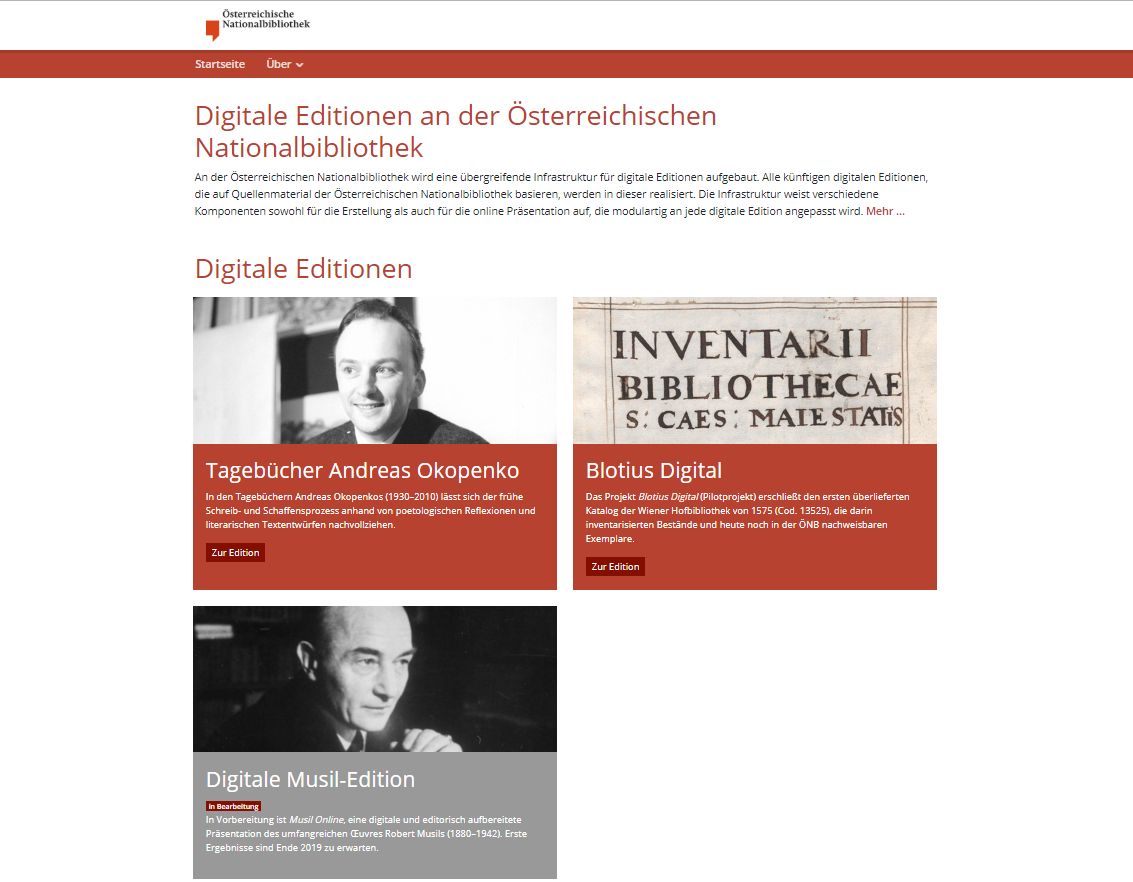 Österreichische
Nationalbibliothek
Startseite Über
Digitale Editionen an der Österreichischen
Nationalbibliothek
An der Österreichischen Nationalbibliothek wird eine übergreifende Infrastruktur für digitale Editionen aufgebaut. Alle künftigen digitalen Editionen,
die auf Quellenmaterial der Österreichischen Nationalbibliothek basieren, werden in dieser realisiert. Die Infrastruktur weist verschiedene
Komponenten sowohl für die Erstellung als auch für die online Präsentation auf, die modulartig an jede digitale Edition angepasst wird. Mehr ...
Digitale Editionen
Tagebücher Andreas Okopenko
In den Tagebüchern Andreas Okopenkos (1930–2010) lässt sich der frühe
Schreib- und Schaffensprozess anhand von poetologischen Reflexionen und
literarischen Textentwürfen nachvollziehen.
Zur Edition
INVENTARII
BIBLIOTHECAE
S: CAES: MAIESTATIS
Blotius Digital
Das Projekt Blotius Digital (Pilotprojekt) erschließt den ersten überlieferten
Katalog der Wiener Hofbibliothek von 1575 (Cod. 13525), die darin
inventarisierten Bestände und heute noch in der ÖNB nachweisbaren
Exemplare.
Zur Edition
Digitale Musil-Edition
In Bearbeitung
In Vorbereitung ist Musil Online, eine digitale und editorisch aufbereitete
Präsentation des umfangreichen Œuvres Robert Musils (1880–1942). Erste
Ergebnisse sind Ende 2019 zu erwarten.